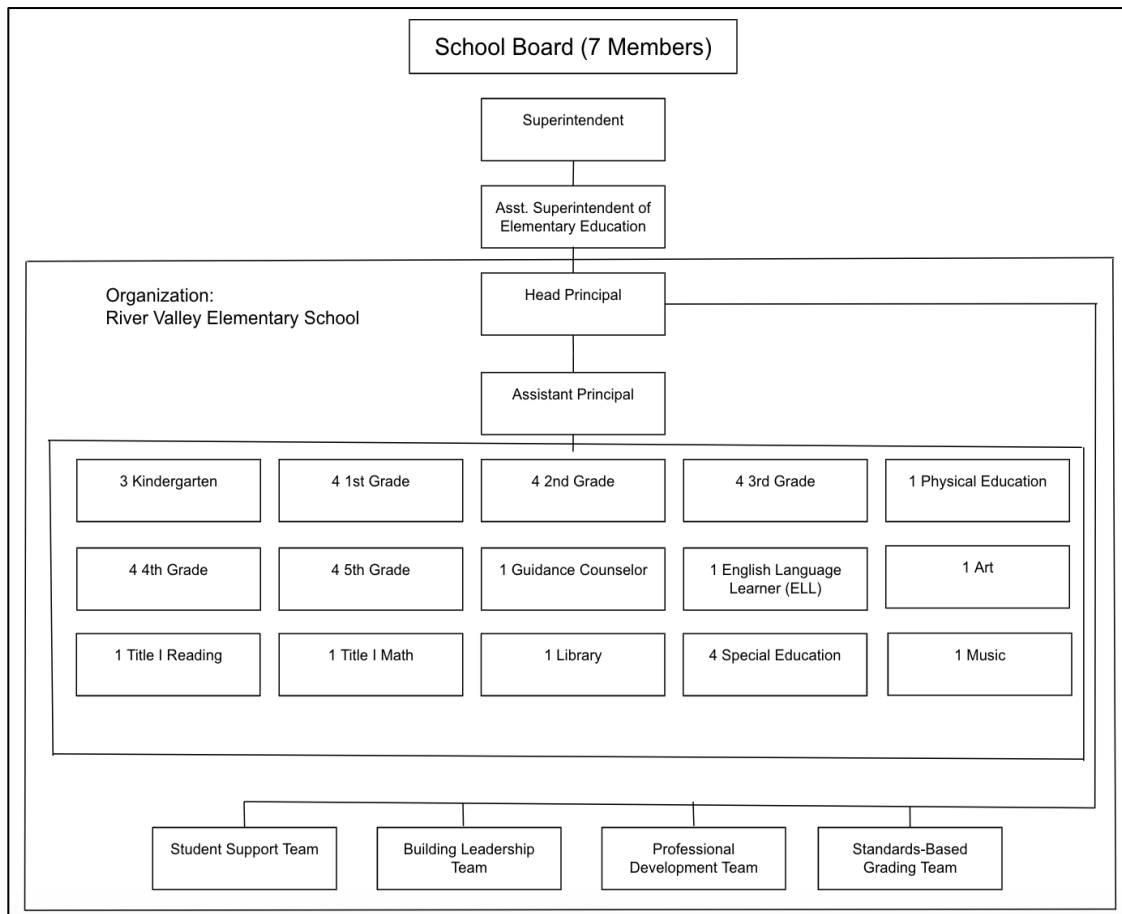 School Board (7 Members)
Superintendent
Asst. Superintendent of
Elementary Education
Organization:
River Valley Elementary School
Head Principal
Assistant Principal
3 Kindergarten
4 1st Grade
4 2nd Grade
4 3rd Grade
1 Physical Education
4 4th Grade
4 5th Grade
1 Guidance Counselor
1 English Language
Learner (ELL)
1 Art
1 Title I Reading
1 Title I Math
1 Library
4 Special Education
1 Music
Student Support Team
Building Leadership
Team
Professional
Development Team
Standards-Based
Grading Team